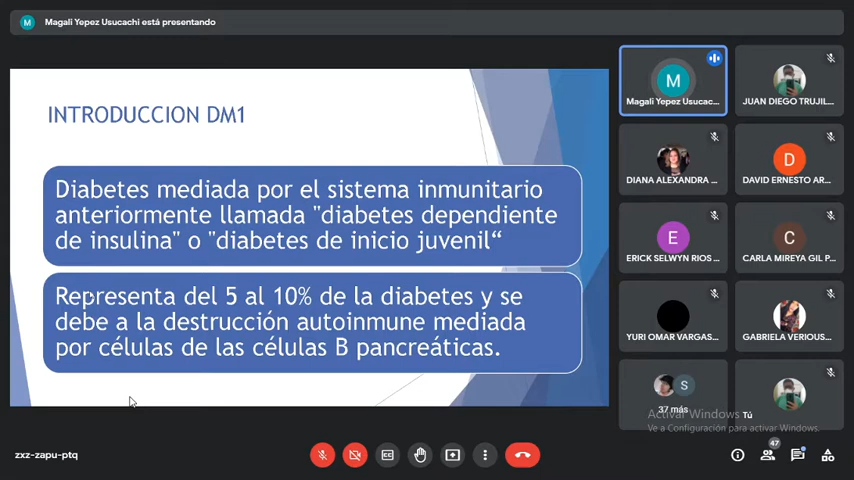 M Magali Yepez Usucachi está presentando
INTRODUCCION DM1
Diabetes mediada por el sistema inmunitario
anteriormente llamada "diabetes dependiente
de insulina" o "diabetes de inicio juvenil“
Representa del 5 al 10% de la diabetes y se
debe a la destrucción autoinmune mediada
por células de las células B pancreáticas.
M
Magali Yepez Usucac...
JUAN DIEGO TRUJIL...
DIANA ALEXANDRA ...
D
DAVID ERNESTO AR...
E
ERICK SELWYN RIOS ...
C
CARLA MIREYA GIL P...
YURI OMAR VARGAS...
GABRIELA VERIOUS...
S
37 más
Tú
Activar Windows
Ve a Configuración para activar Windows.
zxz-zapu-ptq
CC
47